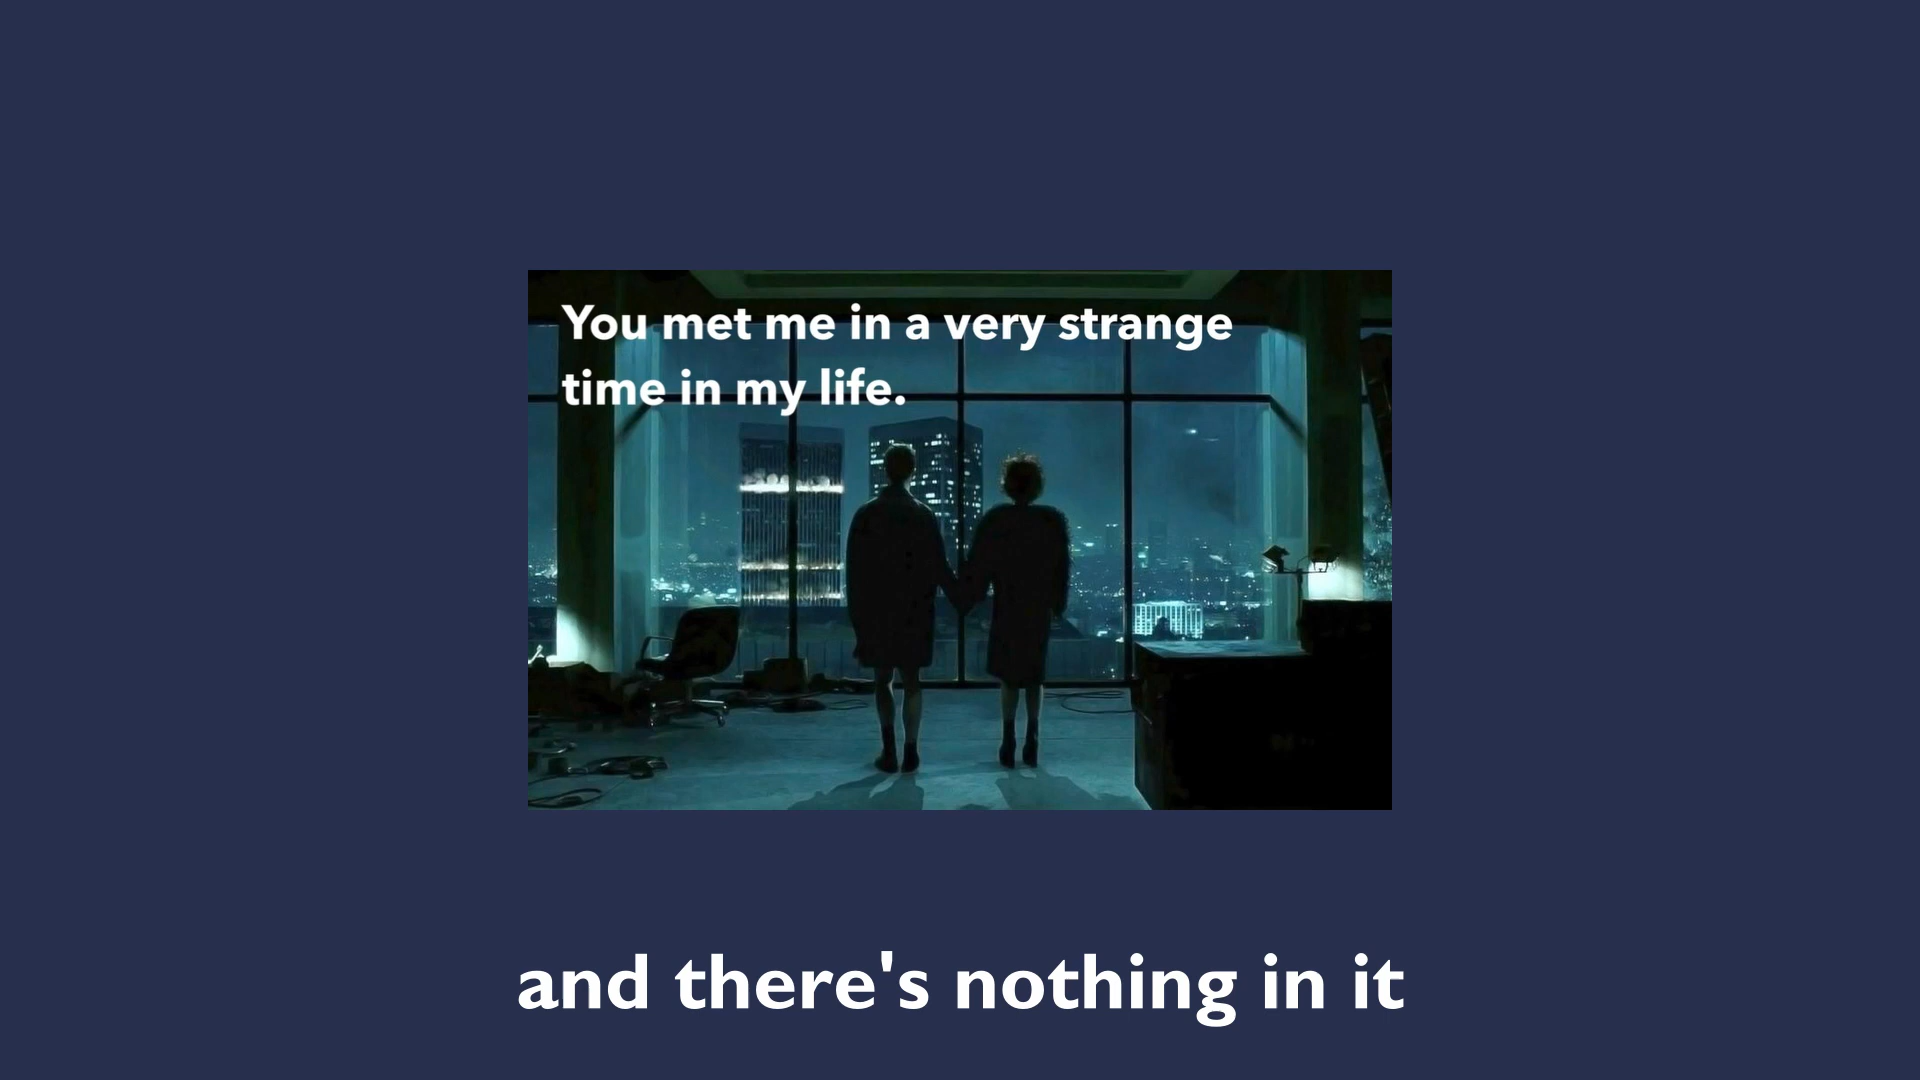 You met me in a very strange
time in my life.
and there's nothing in it